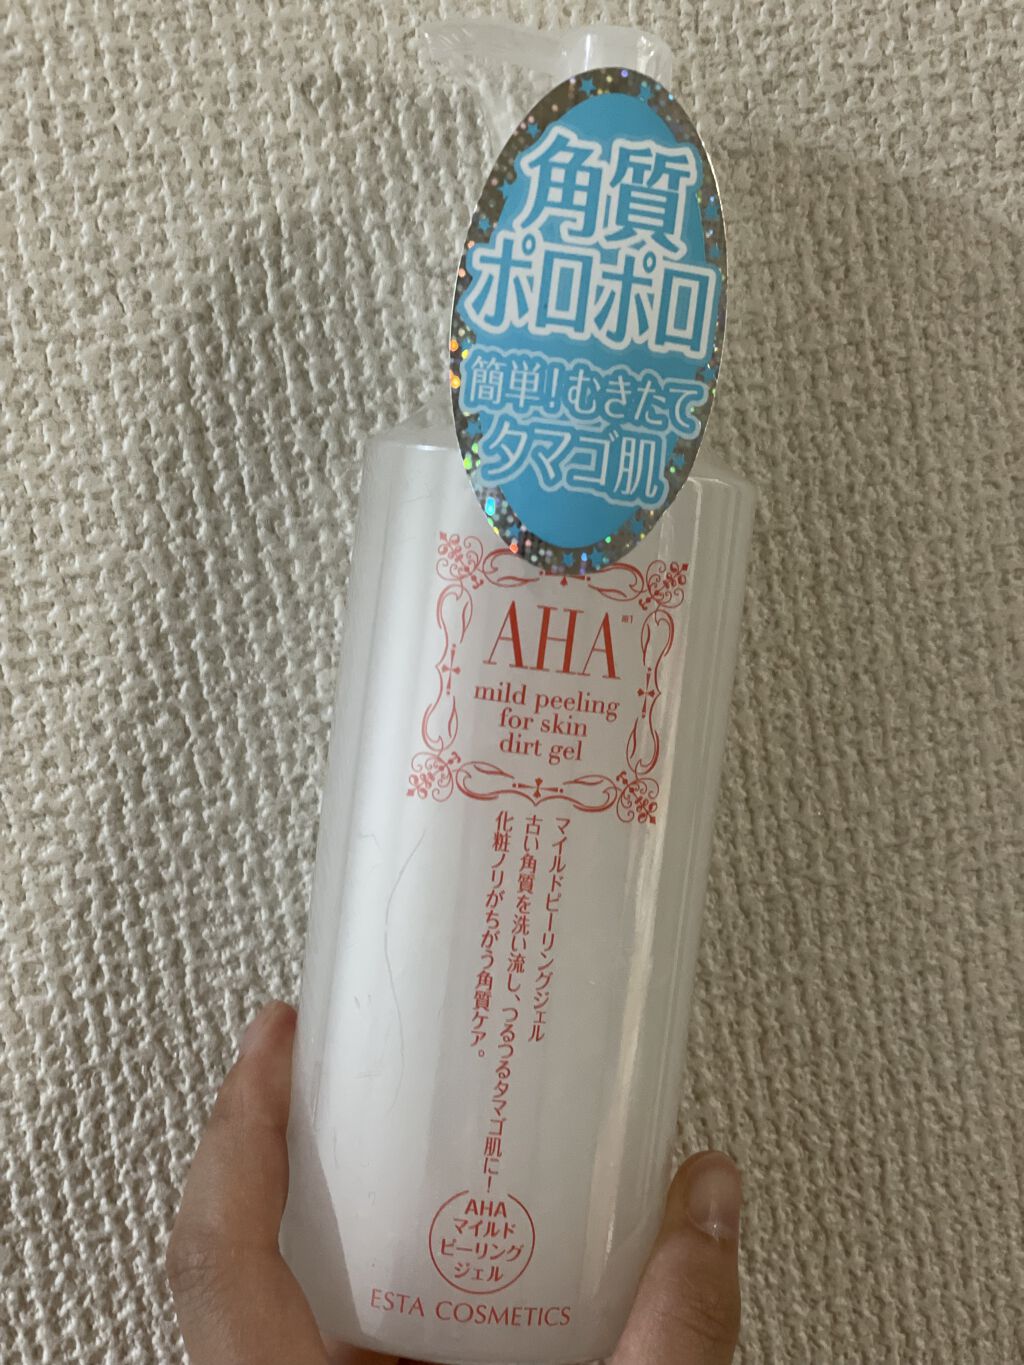 角質
ポロポロ
簡単!むきたて
タマゴ肌
AHA
mild peeling
for skin
dirt gel
マイルドピーリングジェル
古い角質を洗い流し、つるつるタマゴ肌に!
化粧ノリがちがう角質ケア。
AHA
マイルド
ピーリング
ジェル
ESTA COSMETICS